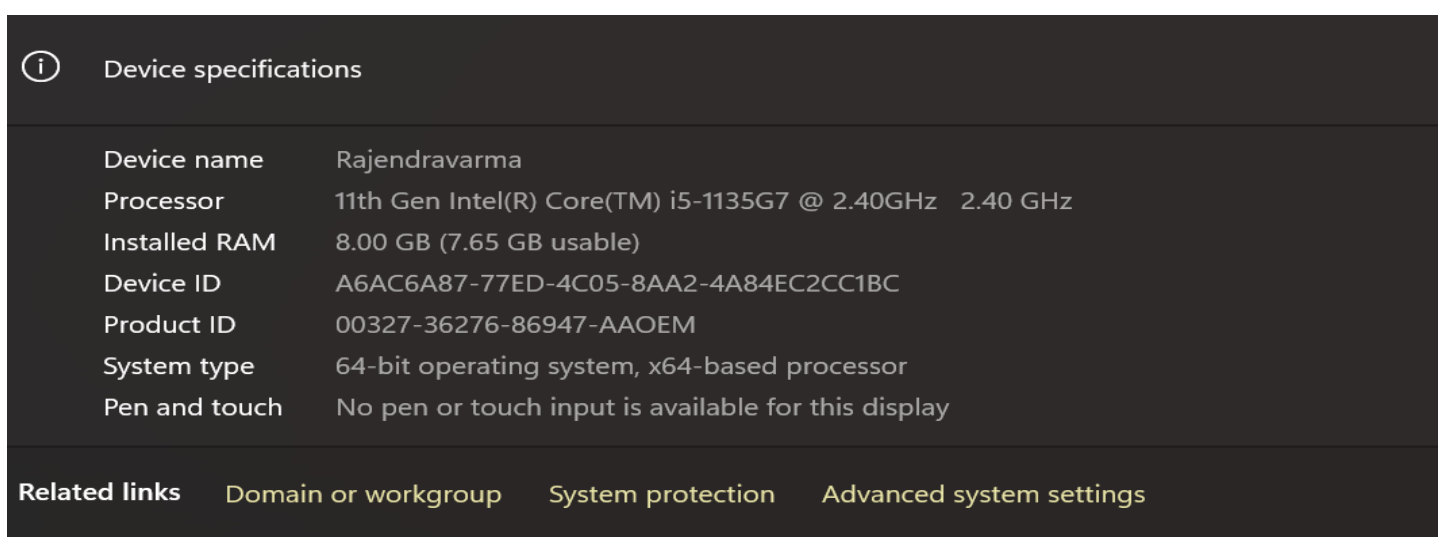 Device specifications
Device name Rajendravarma
Processor 11th Gen Intel(R) Core(TM) i5-1135G7 @ 2.40GHz 2.40 GHz
Installed RAM 8.00 GB (7.65 GB usable)
Device ID A6AC6A87-77ED-4C05-8AA2-4A84EC2CC1BC
Product ID 00327-36276-86947-AAOEM
System type 64-bit operating system, x64-based processor
Pen and touch No pen or touch input is available for this display
Related links Domain or workgroup System protection Advanced system settings